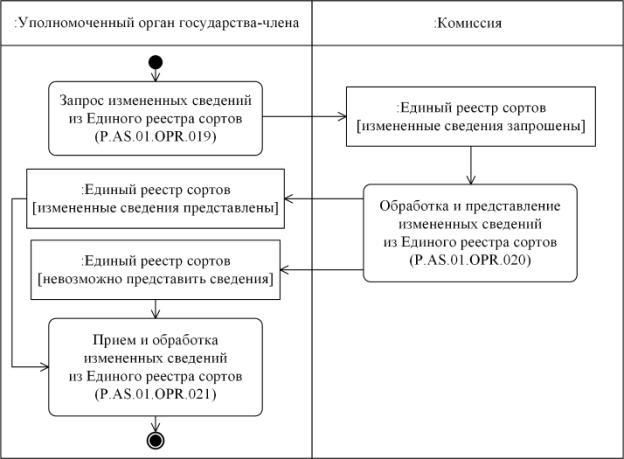 :Уполномоченный орган государства-члена
:Комиссия
Запрос измененных сведений
из Единого реестра сортов
(P.AS.01.OPR.019)
:Единый реестр сортов
[измененные сведения запрошены]
:Единый реестр сортов
[измененные сведения представлены]
Обработка и представление
измененных сведений
из Единого реестра сортов
(P.AS.01.OPR.020)
:Единый реестр сортов
[невозможно представить сведения]
Прием и обработка
измененных сведений
из Единого реестра сортов
(P.AS.01.OPR.021)